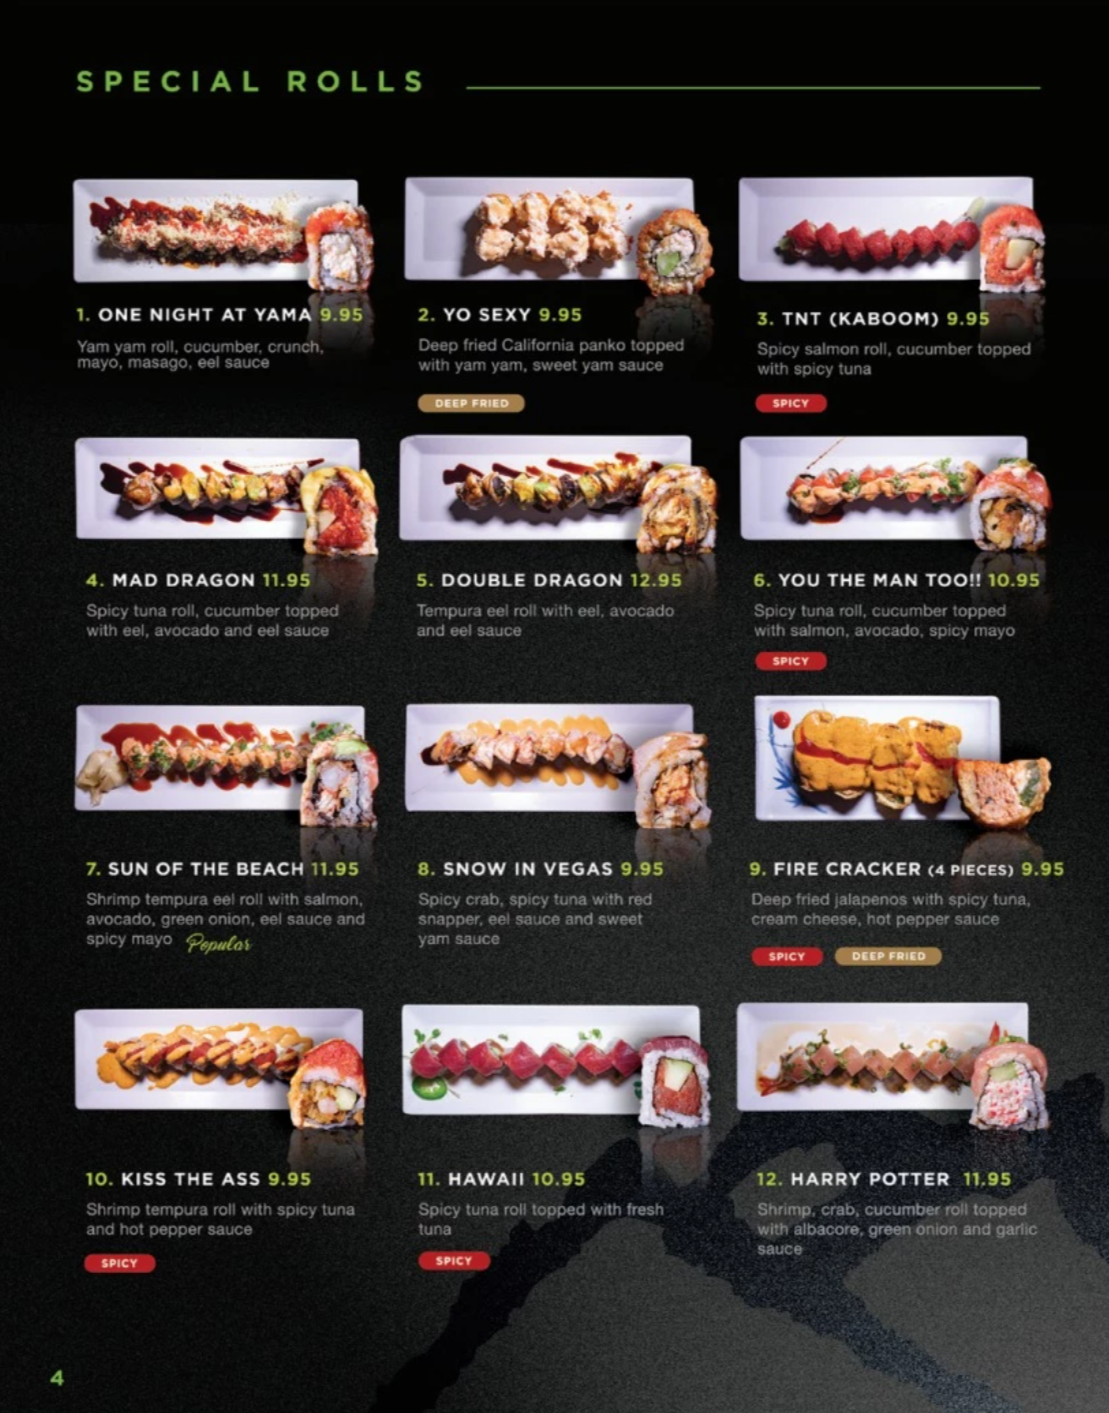 SPECIAL ROLLS
1. ONE NIGHT AT YAMA 9.95
Yam yam roll, cucumber, crunch,
mayo, masago, eel sauce
2. YO SEXY 9.95
Deep fried California panko topped
with yam yam, sweet yam sauce
DEEP FRIED
3. TNT (KABOOM) 9.95
Spicy salmon roll, cucumber topped
with spicy tuna
SPICY
4. MAD DRAGON 11.95
Spicy tuna roll, cucumber topped
with eel, avocado and eel sauce
5. DOUBLE DRAGON 12.95
Tempura eel roll with eel, avocado
and eel sauce
6. YOU THE MAN TOO!! 10.95
Spicy tuna roll, cucumber topped
with salmon, avocado, spicy mayo
SPICY
7. SUN OF THE BEACH 11.95
Shrimp tempura eel roll with salmon,
avocado, green onion, eel sauce and
spicy mayo Popular
8. SNOW IN VEGAS 9.95
Spicy crab, spicy tuna with red
snapper, eel sauce and sweet
yam sauce
9. FIRE CRACKER (4 PIECES) 9.95
Deep fried jalapenos with spicy tuna,
cream cheese, hot pepper sauce
SPICY DEEP FRIED
10. KISS THE ASS 9.95
Shrimp tempura roll with spicy tuna
and hot pepper sauce
SPICY
11. HAWAII 10.95
Spicy tuna roll topped with fresh
tuna
SPICY
12. HARRY POTTER 11.95
Shrimp, crab, cucumber roll topped
with albacore, green onion and garlic
sauce
4